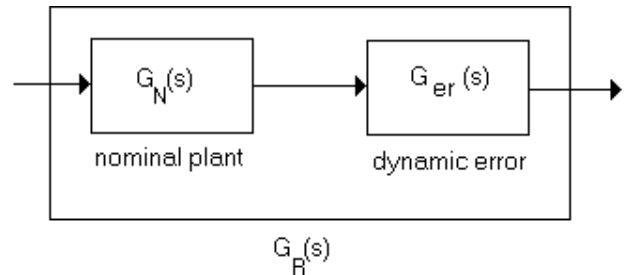 G_N(s)
G_er (s)
nominal plant
dynamic error
G_R(s)